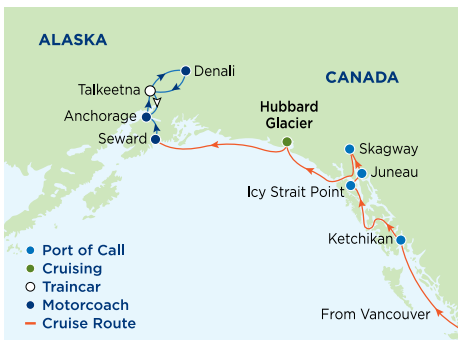 ALASKA
Denali
CANADA
Talkeetna
Hubbard
Glacier
Anchorage
Seward
Skagway
Juneau
Icy Strait Point
Ketchikan
Port of Call
Cruising
Traincar
Motorcoach
Cruise Route
From Vancouver